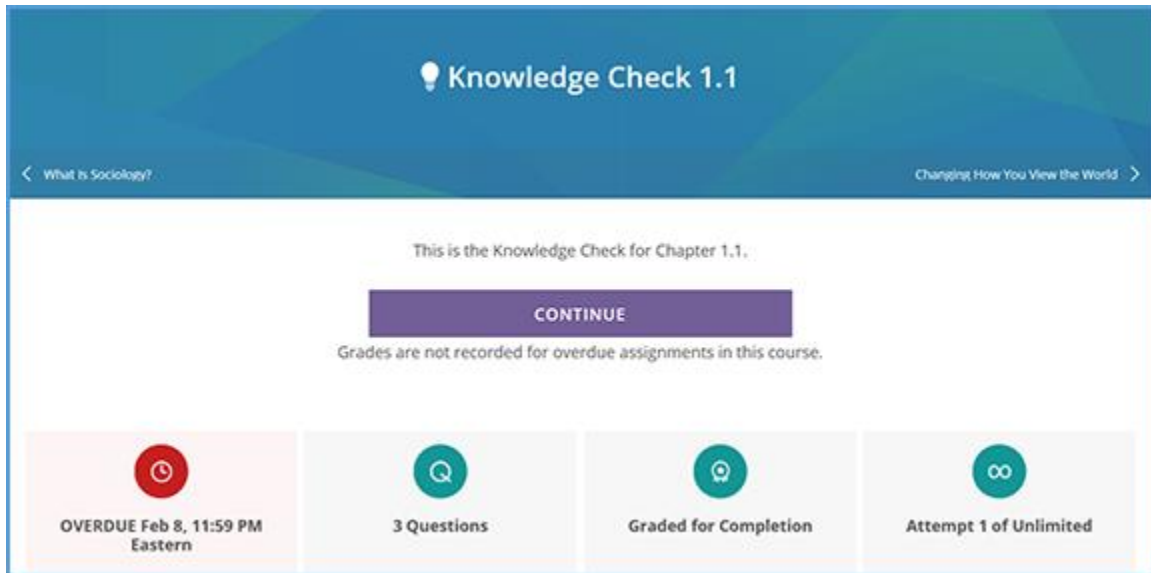 Knowledge Check 1.1
What Is Sociology?
Changing How You View the World
This is the Knowledge Check for Chapter 1.1.
CONTINUE
Grades are not recorded for overdue assignments in this course.
OVERDUE Feb 8, 11:59 PM
Eastern
3 Questions
Graded for Completion
Attempt 1 of Unlimited